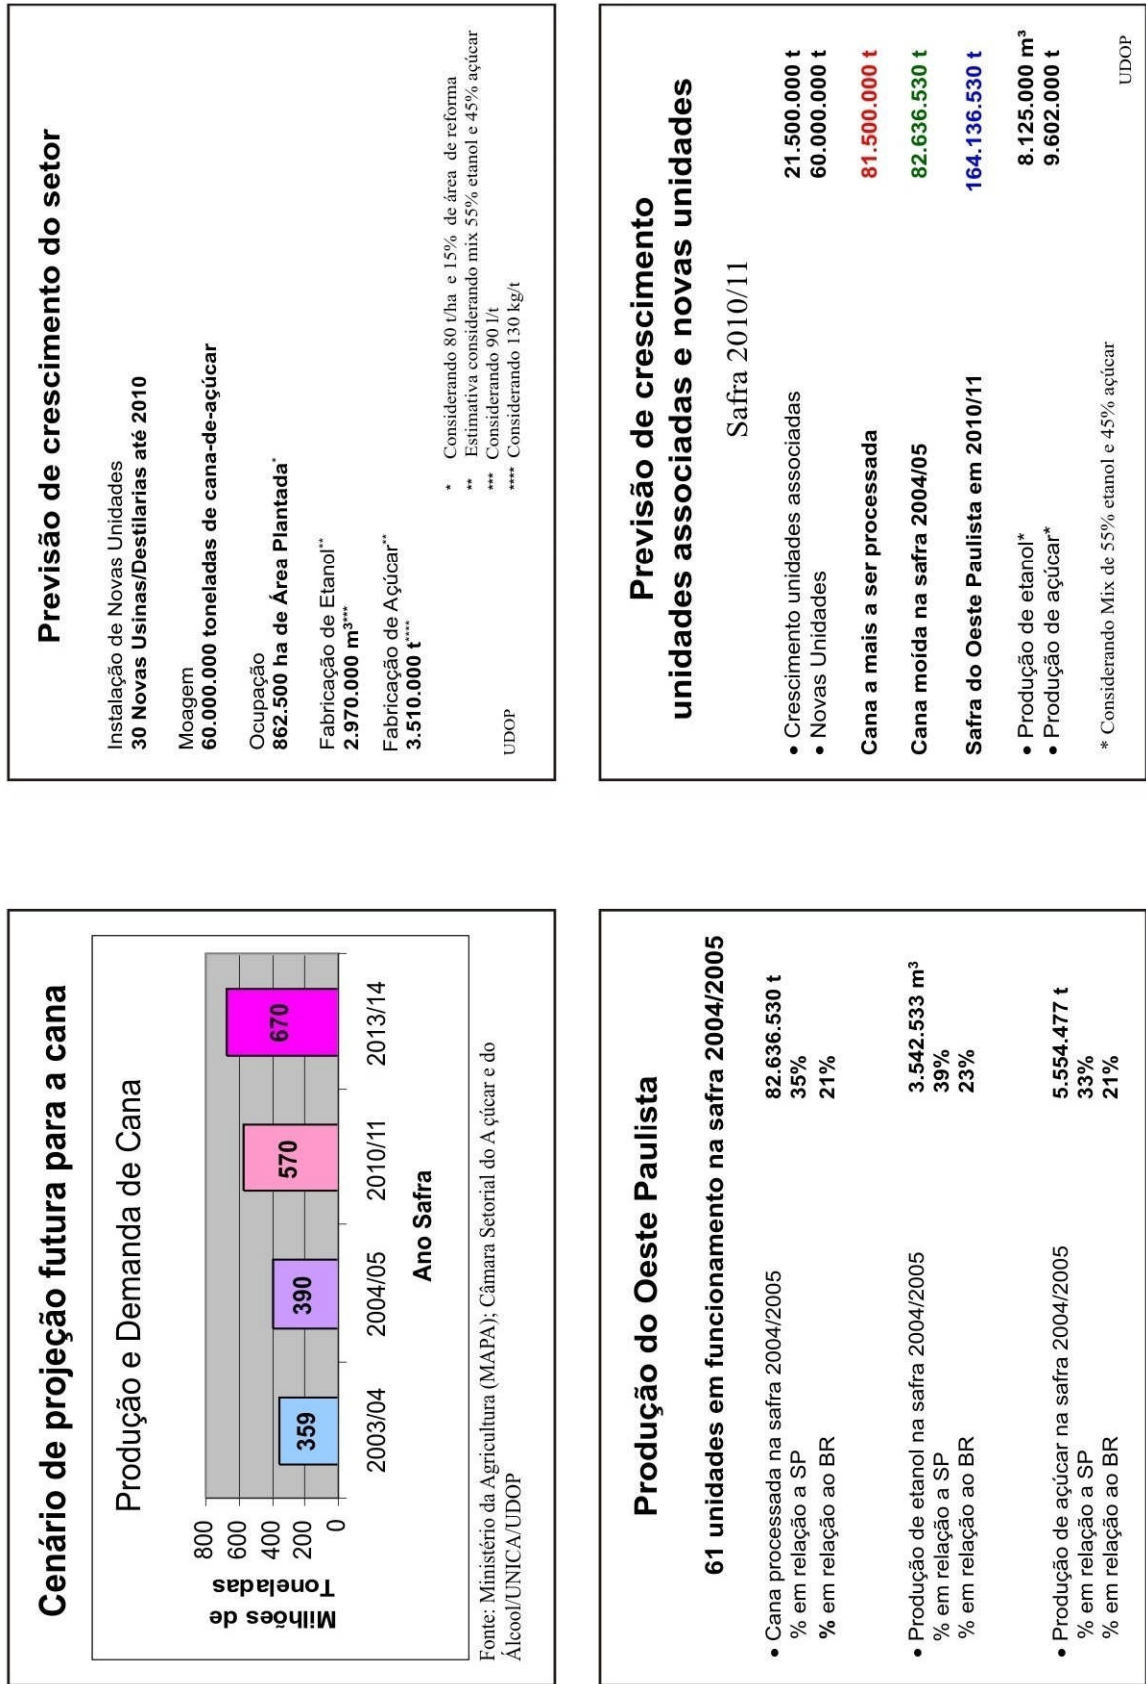 Cenário de projeção futura para a cana
Produção e Demanda de Cana
Milhões de
Toneladas
800
600
400
200
0
359
390
570
670
2003/04
2004/05
2010/11
2013/14
Ano Safra
Fonte: Ministério da Agricultura (MAPA); Câmara Setorial do Açúcar e do
Álcool/UNICA/UDOP
Previsão de crescimento do setor
Instalação de Novas Unidades
30 Novas Usinas/Destilarias até 2010
Moagem
60.000.000 toneladas de cana-de-açúcar
Ocupação
862.500 ha de Área Plantada*
Fabricação de Etanol**
2.970.000 m³***
Fabricação de Açúcar**
3.510.000 t****
* Considerando 80 t/ha e 15% de área de reforma
** Estimativa considerando mix 55% etanol e 45% açúcar
*** Considerando 90 l/t
**** Considerando 130 kg/t
UDOP
Produção do Oeste Paulista
61 unidades em funcionamento na safra 2004/2005
• Cana processada na safra 2004/2005 82.636.530 t
% em relação a SP 35%
% em relação ao BR 21%
• Produção de etanol na safra 2004/2005 3.542.533 m³
% em relação a SP 39%
% em relação ao BR 23%
• Produção de açúcar na safra 2004/2005 5.554.477 t
% em relação a SP 33%
% em relação ao BR 21%
Previsão de crescimento
unidades associadas e novas unidades
Safra 2010/11
• Crescimento unidades associadas 21.500.000 t
• Novas Unidades 60.000.000 t
Cana a mais a ser processada 81.500.000 t
Cana moída na safra 2004/05 82.636.530 t
Safra do Oeste Paulista em 2010/11 164.136.530 t
• Produção de etanol* 8.125.000 m³
• Produção de açúcar* 9.602.000 t
* Considerando Mix de 55% etanol e 45% açúcar
UDOP